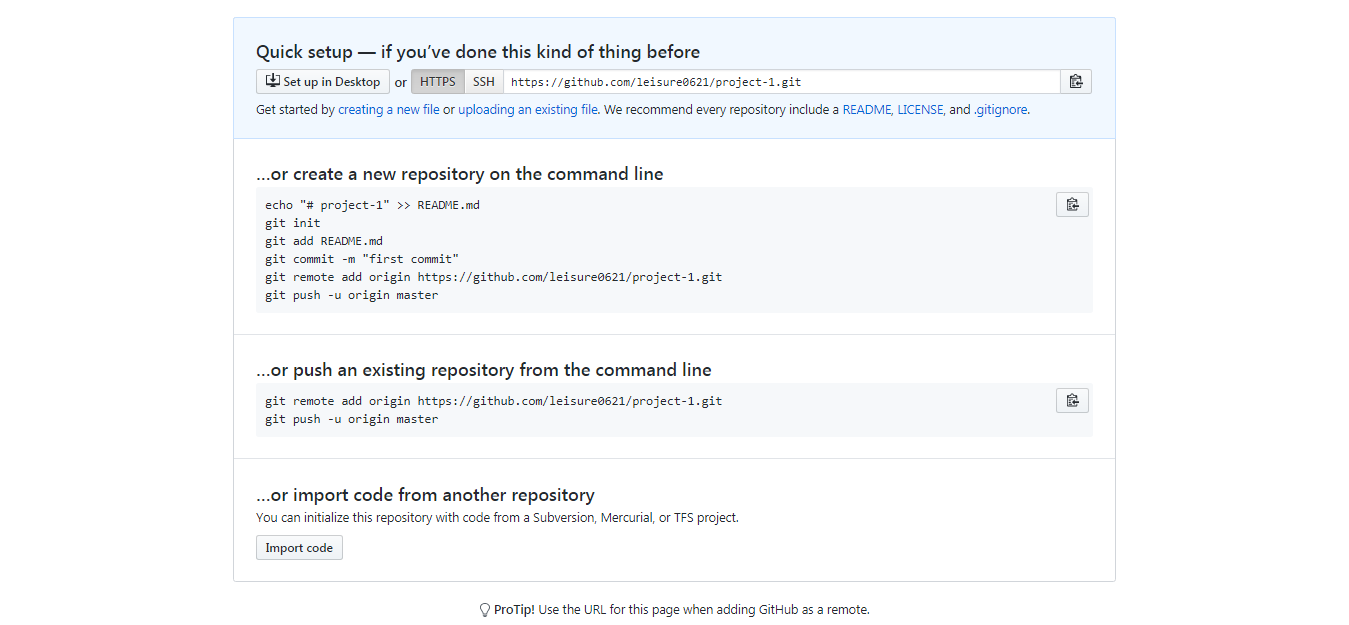 Quick setup — if you’ve done this kind of thing before
Set up in Desktop or HTTPS SSH https://github.com/leisure0621/project-1.git
Get started by creating a new file or uploading an existing file. We recommend every repository include a README, LICENSE, and .gitignore.
…or create a new repository on the command line
echo "# project-1" >> README.md
git init
git add README.md
git commit -m "first commit"
git remote add origin https://github.com/leisure0621/project-1.git
git push -u origin master
…or push an existing repository from the command line
git remote add origin https://github.com/leisure0621/project-1.git
git push -u origin master
…or import code from another repository
You can initialize this repository with code from a Subversion, Mercurial, or TFS project.
Import code
ProTip! Use the URL for this page when adding GitHub as a remote.